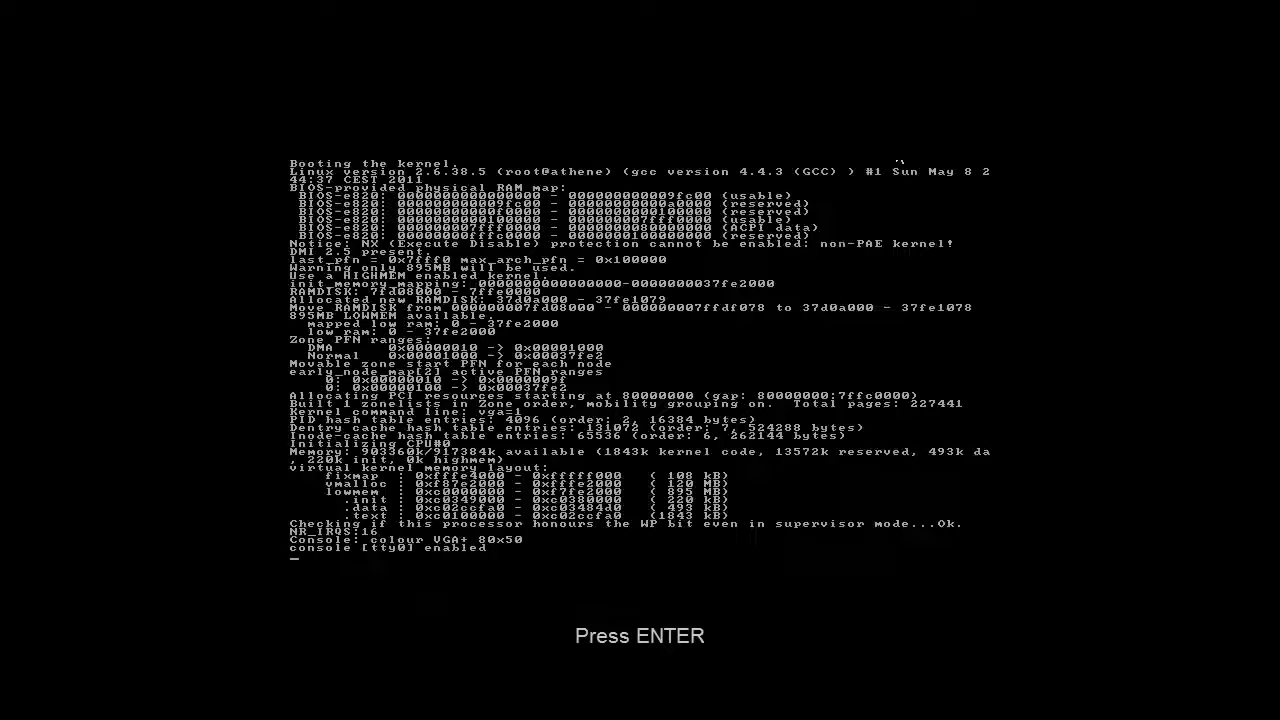 Booting the kernel.
Linux version 2.6.38.5 (root@athene) (gcc version 4.4.3 (GCC) ) #1 Sun May 8 2
44:37 CEST 2011
BIOS-provided physical RAM map:
BIOS-e820: 0000000000000000 - 000000000009fc00 (usable)
BIOS-e820: 000000000009fc00 - 00000000000a0000 (reserved)
BIOS-e820: 00000000000f0000 - 0000000000100000 (reserved)
BIOS-e820: 0000000000100000 - 000000007fff0000 (usable)
BIOS-e820: 000000007fff0000 - 0000000080000000 (ACPI data)
BIOS-e820: 00000000fffc0000 - 0000000100000000 (reserved)
Notice: NX (Execute Disable) protection cannot be enabled: non-PAE kernel!
DMI 2.5 present.
last_pfn = 0x7fff0 max_arch_pfn = 0x100000
Warning only 895MB will be used.
Use a HIGHMEM enabled kernel.
init_memory_mapping: 0000000000000000-0000000037fe2000
RAMDISK: 7fd08000 - 7ffe0000
Allocated new RAMDISK: 37d0a000 - 37fe1079
Move RAMDISK from 000000007fd08000 - 000000007ffdf078 to 37d0a000 - 37fe1078
895MB LOWMEM available.
mapped low ram: 0 - 37fe2000
low ram: 0 - 37fe2000
Zone PFN ranges:
DMA 0x00000010 -> 0x00001000
Normal 0x00001000 -> 0x00037fe2
Movable zone start PFN for each node
early_node_map[2] active PFN ranges
0: 0x00000010 -> 0x0000009f
0: 0x00000100 -> 0x00037fe2
Allocating PCI resources starting at 80000000 (gap: 80000000:7ffc0000)
Built 1 zonelists in Zone order, mobility grouping on. Total pages: 227441
Kernel command line: vga=1
PID hash table entries: 4096 (order: 2, 16384 bytes)
Dentry cache hash table entries: 131072 (order: 7, 524288 bytes)
Inode-cache hash table entries: 65536 (order: 6, 262144 bytes)
Initializing CPU#0
Memory: 903360k/917384k available (1843k kernel code, 13572k reserved, 493k da
, 220k init, 0k highmem)
virtual kernel memory layout:
fixmap : 0xfffe4000 - 0xfffff000 ( 108 kB)
vmalloc : 0xf87e2000 - 0xfffe2000 ( 120 MB)
lowmem : 0xc0000000 - 0xf7fe2000 ( 895 MB)
.init : 0xc0349000 - 0xc0380000 ( 220 kB)
.data : 0xc02ccfa0 - 0xc03484d0 ( 493 kB)
.text : 0xc0100000 - 0xc02ccfa0 (1843 kB)
Checking if this processor honours the WP bit even in supervisor mode...Ok.
NR_IRQS:16
Console: colour VGA+ 80x50
console [tty0] enabled
Press ENTER